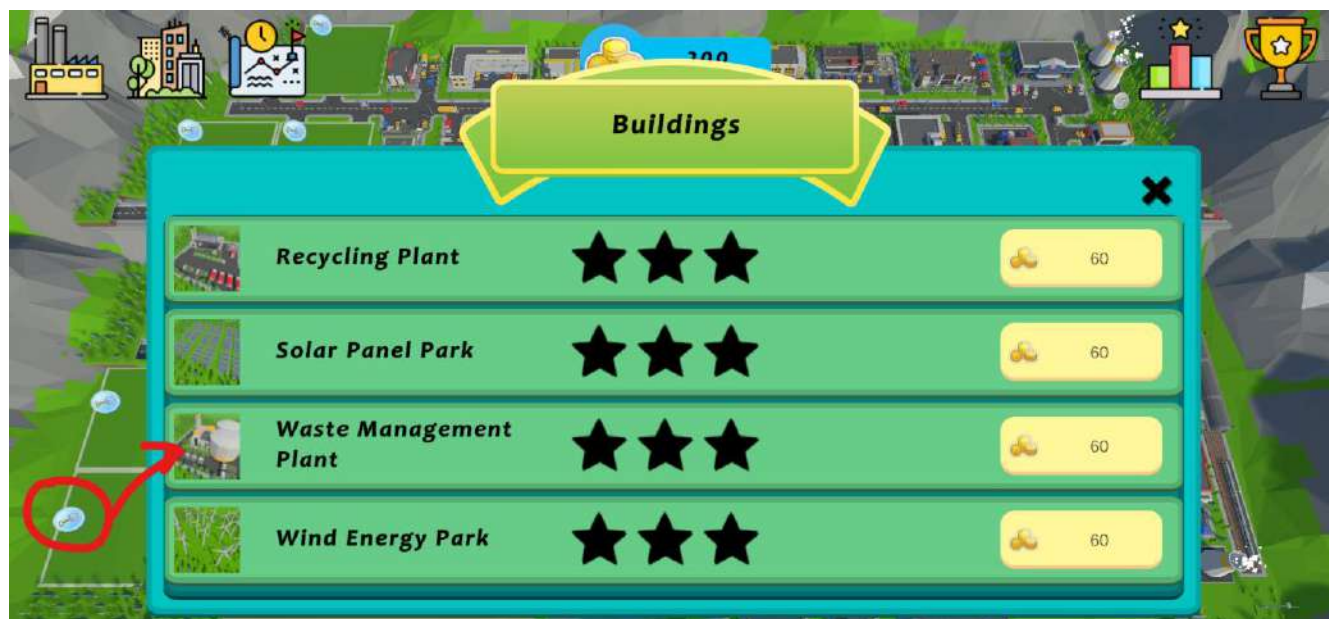 Buildings
Recycling Plant
60
Solar Panel Park
60
Waste Management
Plant
60
Wind Energy Park
60